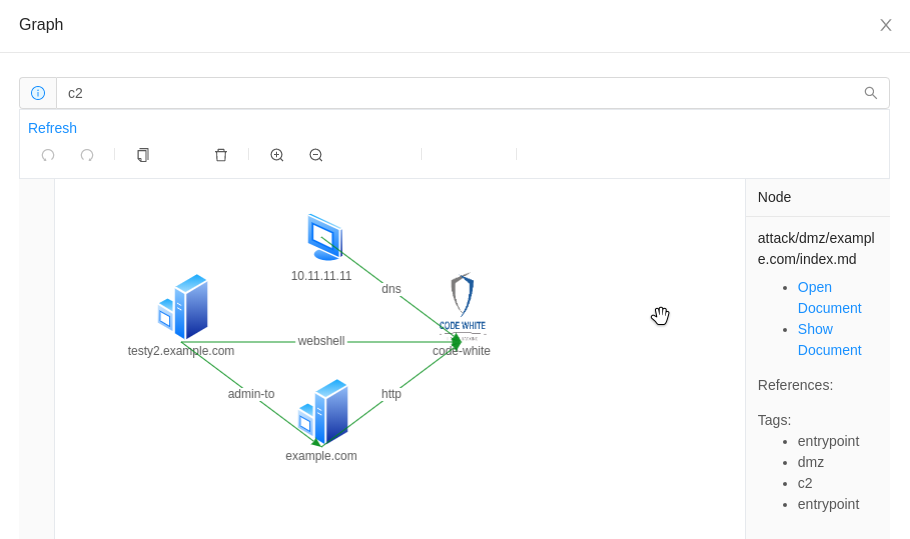 Graph
c2
Refresh
Node
attack/dmz/exampl
e.com/index.md
Open
Document
Show
Document
References:
Tags:
entrypoint
dmz
c2
entrypoint
10.11.11.11
dns
CODE WHITE
testy2.example.com
webshell
code-white
admin-to
http
example.com